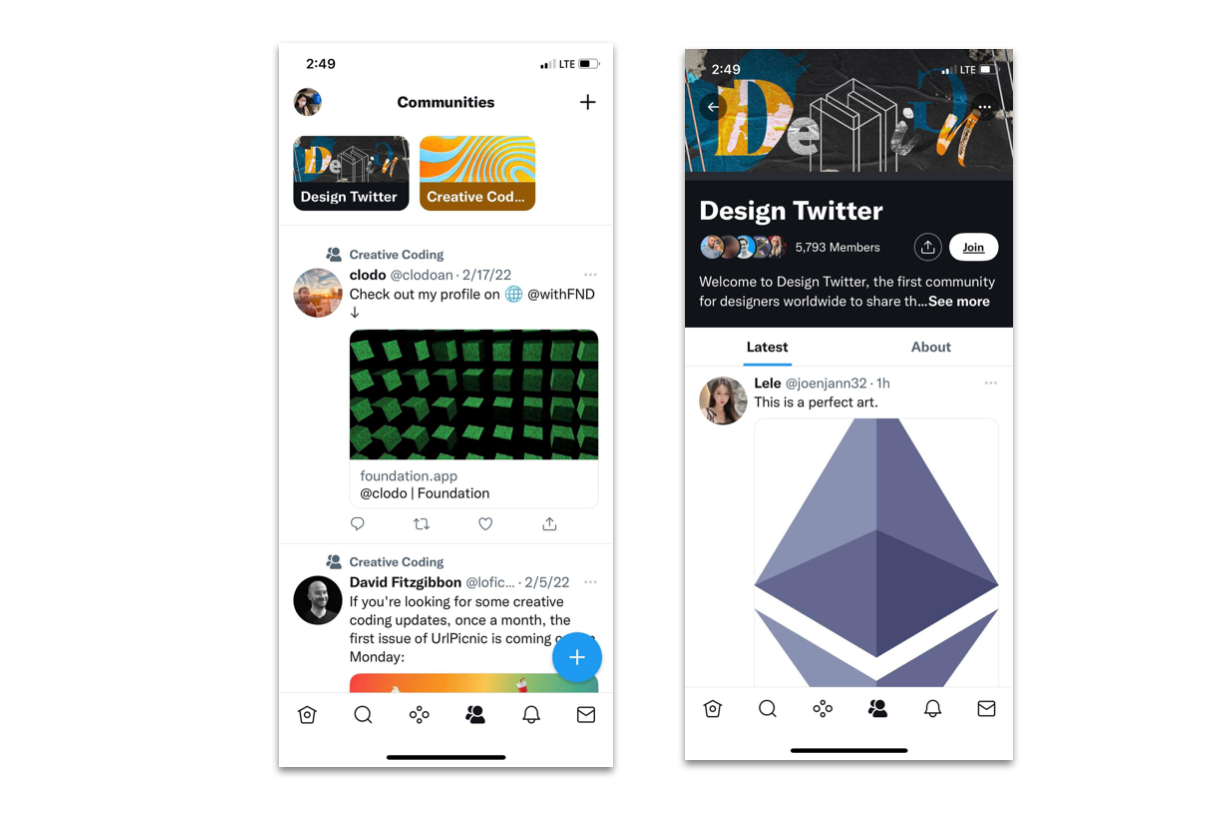 2:49
LTE
Communities
Design Twitter
Creative Cod...
Creative Coding
clodo @clodoan · 2/17/22
Check out my profile on 🌐 @withFND
↓
foundation.app
@clodo | Foundation
Creative Coding
David Fitzgibbon @lofic... · 2/5/22
If you're looking for some creative
coding updates, once a month, the
first issue of UrlPicnic is coming
Monday:
2:49
LTE
Design
Design Twitter
5,793 Members
Join
Welcome to Design Twitter, the first community
for designers worldwide to share th...See more
Latest
About
Lele @joenjann32 · 1h
This is a perfect art.